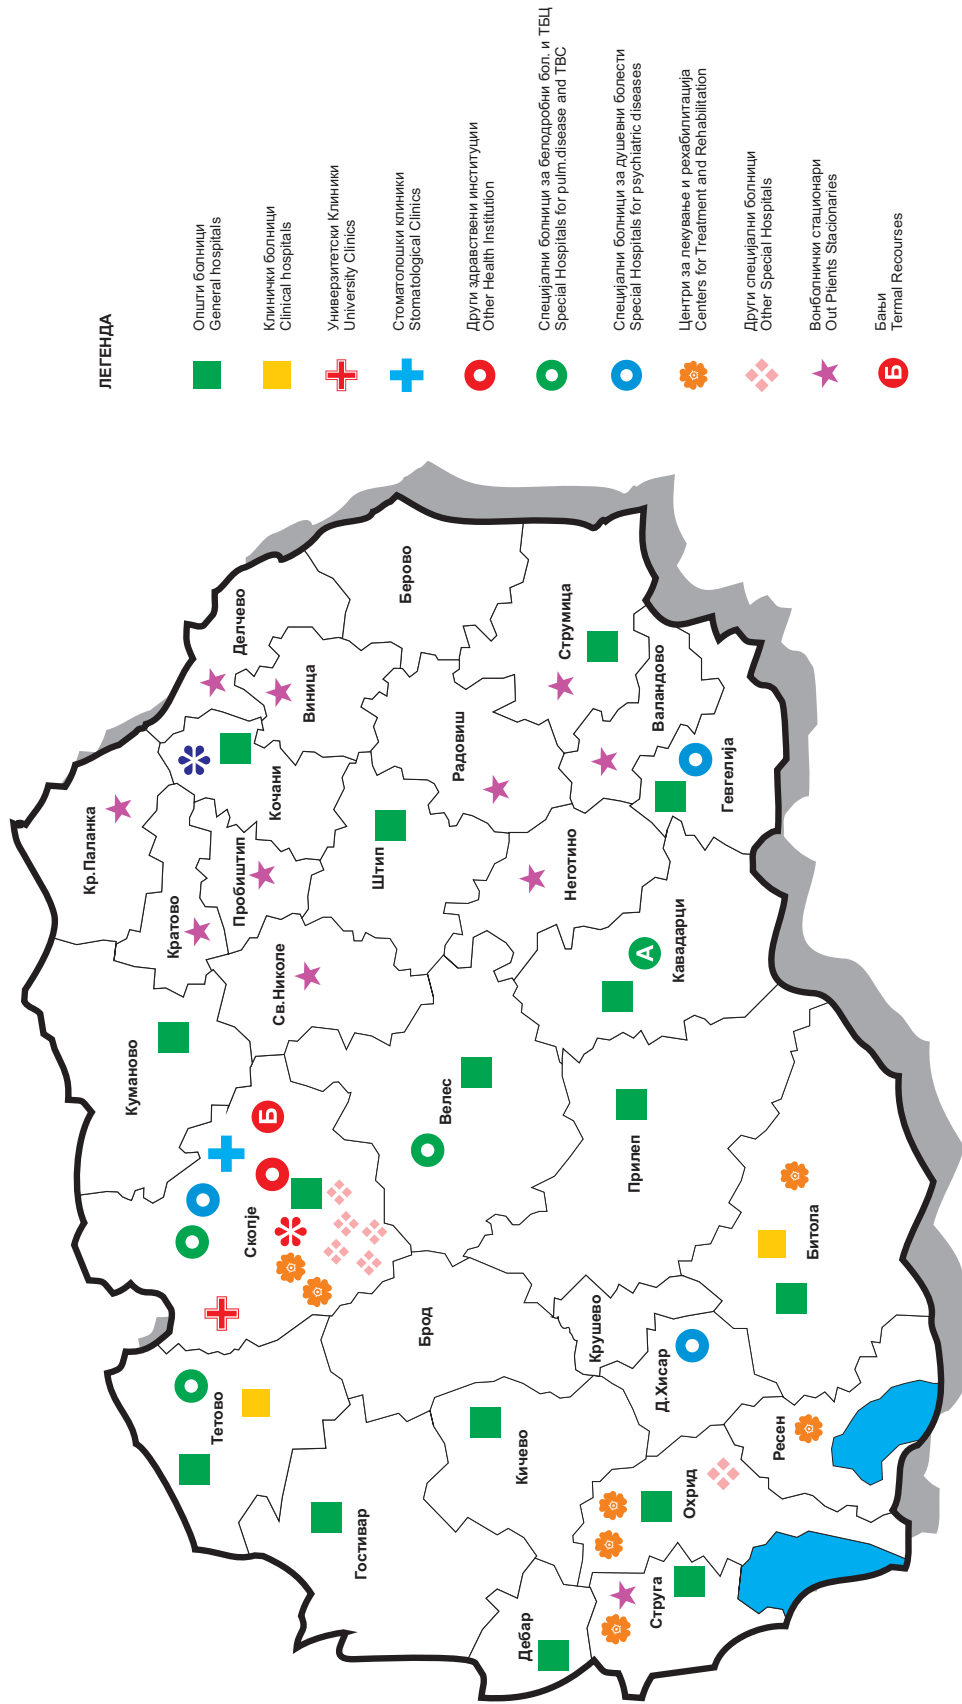 ЛЕГЕНДА
Општи болници
General hospitals
Клинички болници
Clinical hospitals
Универзитетски Клиники
University Clinics
Стоматолошки клиники
Stomatological Clinics
Други здравствени институции
Other Health Institution
Специјални болници за белодробни бол. и ТБЦ
Special Hospitals for pulm.disease and TBC
Специјални болници за душевни болести
Special Hospitals for psychiatric diseases
Центри за лекување и рехабилитација
Centers for Treatment and Rehabilitation
Други специјални болници
Other Special Hospitals
Вонболнички стационари
Out Ptients Stacionaries
Б
Бањи
Termal Recourses
Кр.Паланка
Куманово
Кратово
Делчево
Пробиштип
Кочани
Виница
Берово
Св.Николе
Штип
Скопје
Б
Тетово
Гостивар
Брод
Велес
Радовиш
Струмица
Валандово
Неготино
Гевгелија
Кавадарци
А
Кичево
Крушево
Прилеп
Дебар
Д.Хисар
Битола
Струга
Охрид
Ресен